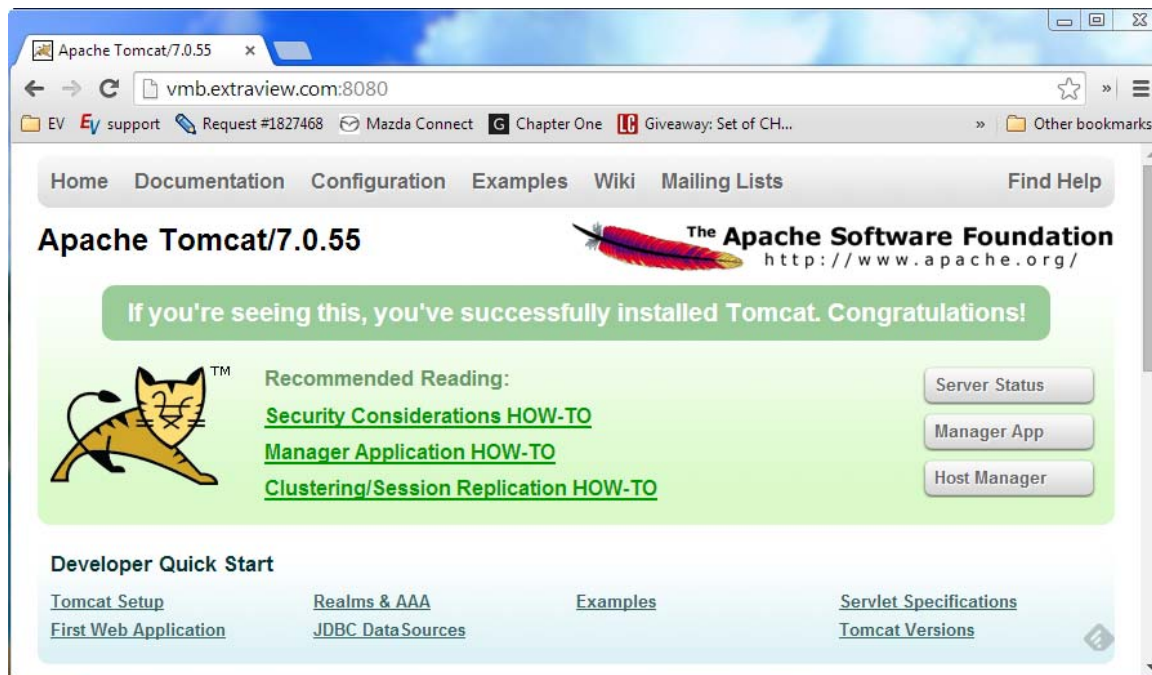 Apache Tomcat/7.0.55
vmb.extraview.com:8080
EV EV support Request #1827468 Mazda Connect G Chapter One LC Giveaway: Set of CH... » Other bookmarks
Home Documentation Configuration Examples Wiki Mailing Lists Find Help
Apache Tomcat/7.0.55
The Apache Software Foundation
http://www.apache.org/
If you're seeing this, you've successfully installed Tomcat. Congratulations!
TM
Recommended Reading:
Security Considerations HOW-TO
Manager Application HOW-TO
Clustering/Session Replication HOW-TO
Server Status
Manager App
Host Manager
Developer Quick Start
Tomcat Setup Realms & AAA Examples Servlet Specifications
First Web Application JDBC DataSources Tomcat Versions